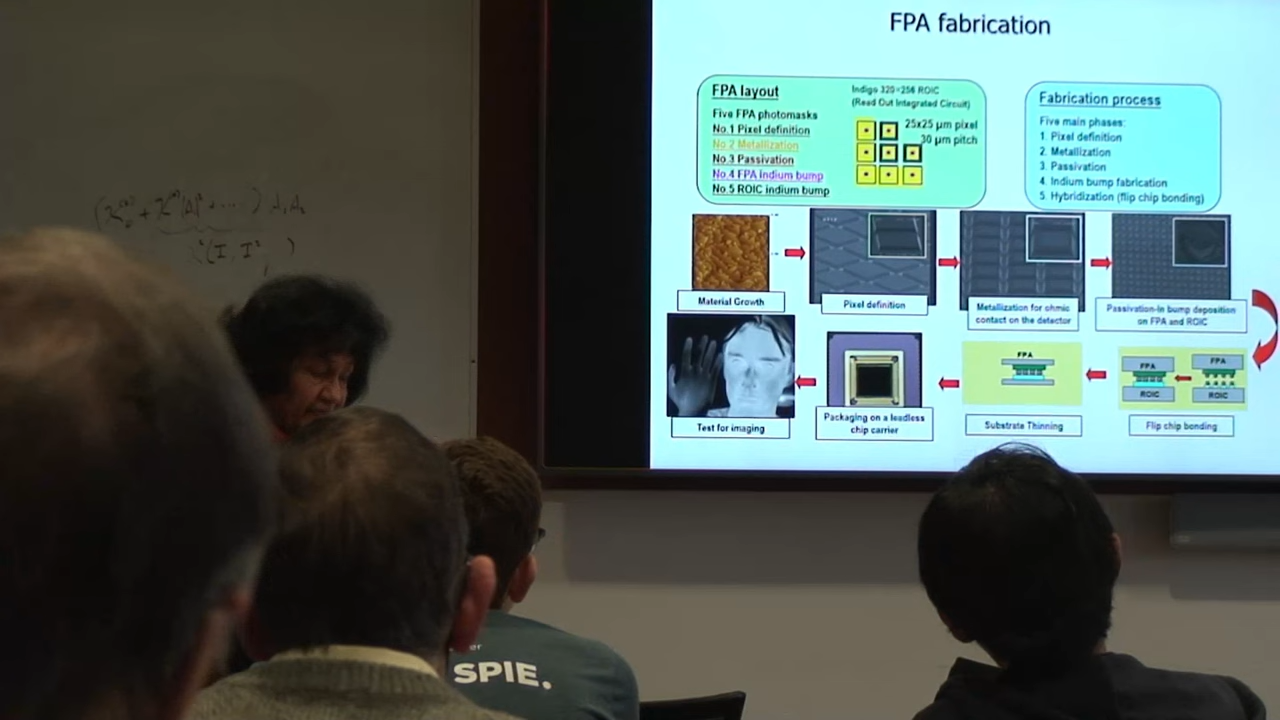 FPA fabrication
FPA layout
Five FPA photomasks
No.1 Pixel definition
No.2 Metallization
No.3 Passivation
No.4 FPA indium bump
No.5 ROIC indium bump
Indigo 320×256 ROIC
(Read Out Integrated Circuit)
25x25 µm pixel
30 µm pitch
Fabrication process
Five main phases:
1. Pixel definition
2. Metallization
3. Passivation
4. Indium bump fabrication
5. Hybridization (flip chip bonding)
Material Growth
Pixel definition
Metallization for ohmic
contact on the detector
Passivation-In bump deposition
on FPA and ROIC
FPA
ROIC
FPA
ROIC
FPA
Test for imaging
Packaging on a leadless
chip carrier
Substrate Thinning
Flip chip bonding
SPIE.